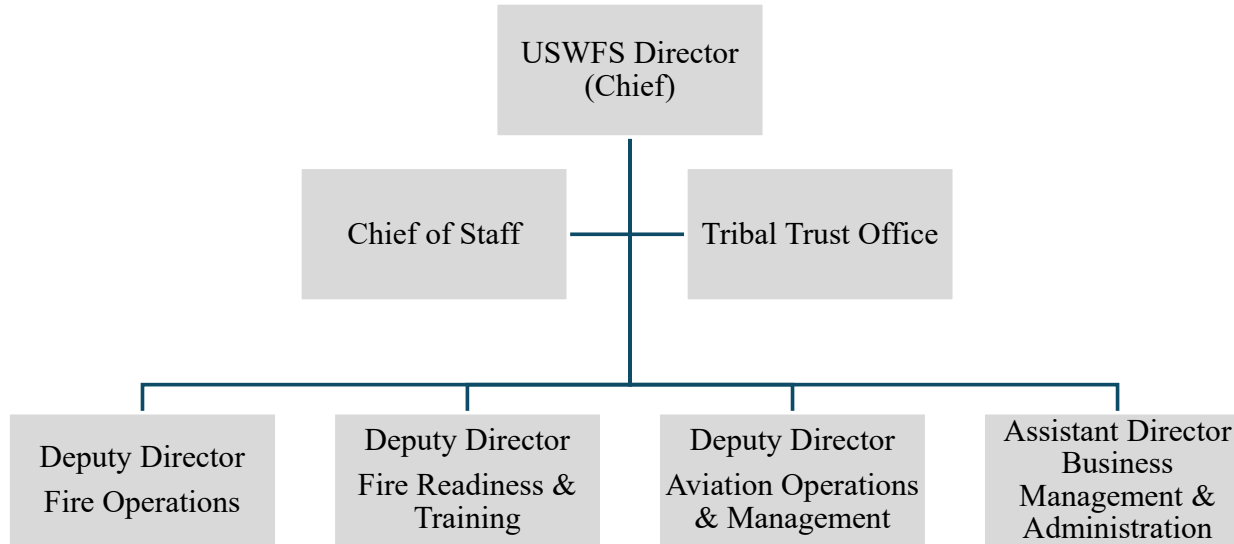 USWFS Director
(Chief)
Chief of Staff
Tribal Trust Office
Deputy Director
Fire Operations
Deputy Director
Fire Readiness &
Training
Deputy Director
Aviation Operations
& Management
Assistant Director
Business
Management &
Administration